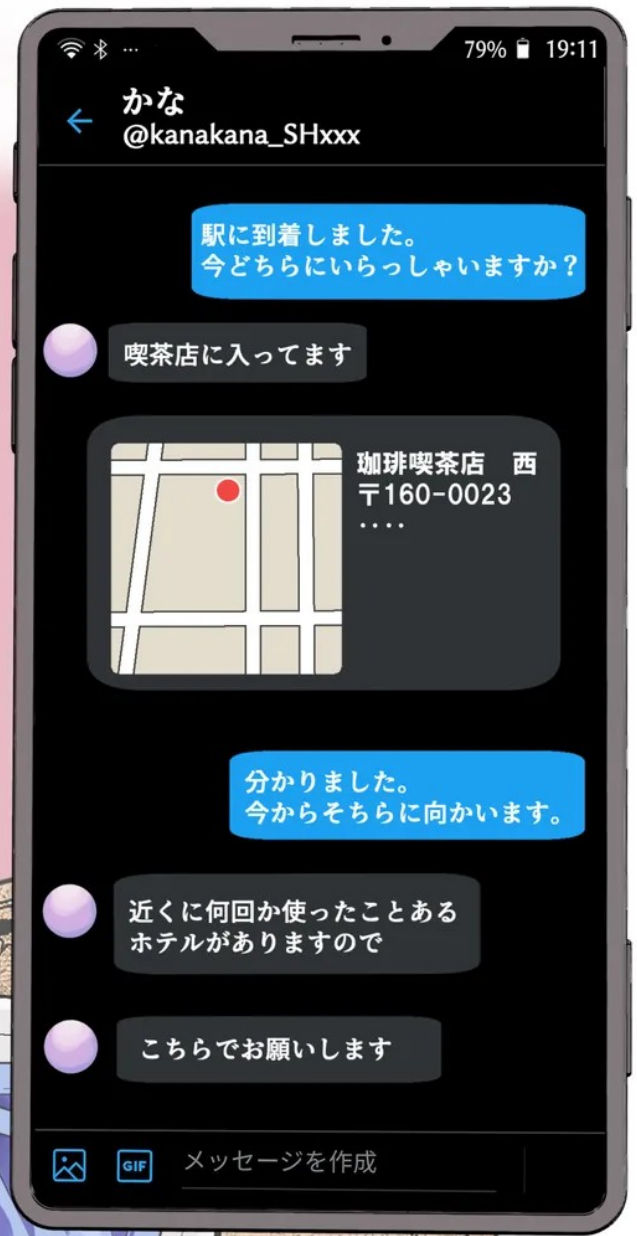 79% 19:11
かな
@kanakana_SHxxx
駅に到着しました。
今どちらにいらっしゃいますか？
喫茶店に入ってます
珈琲喫茶店　西
〒160-0023
‥‥
分かりました。
今からそちらに向かいます。
近くに何回か使ったことある
ホテルがありますので
こちらでお願いします
GIF メッセージを作成